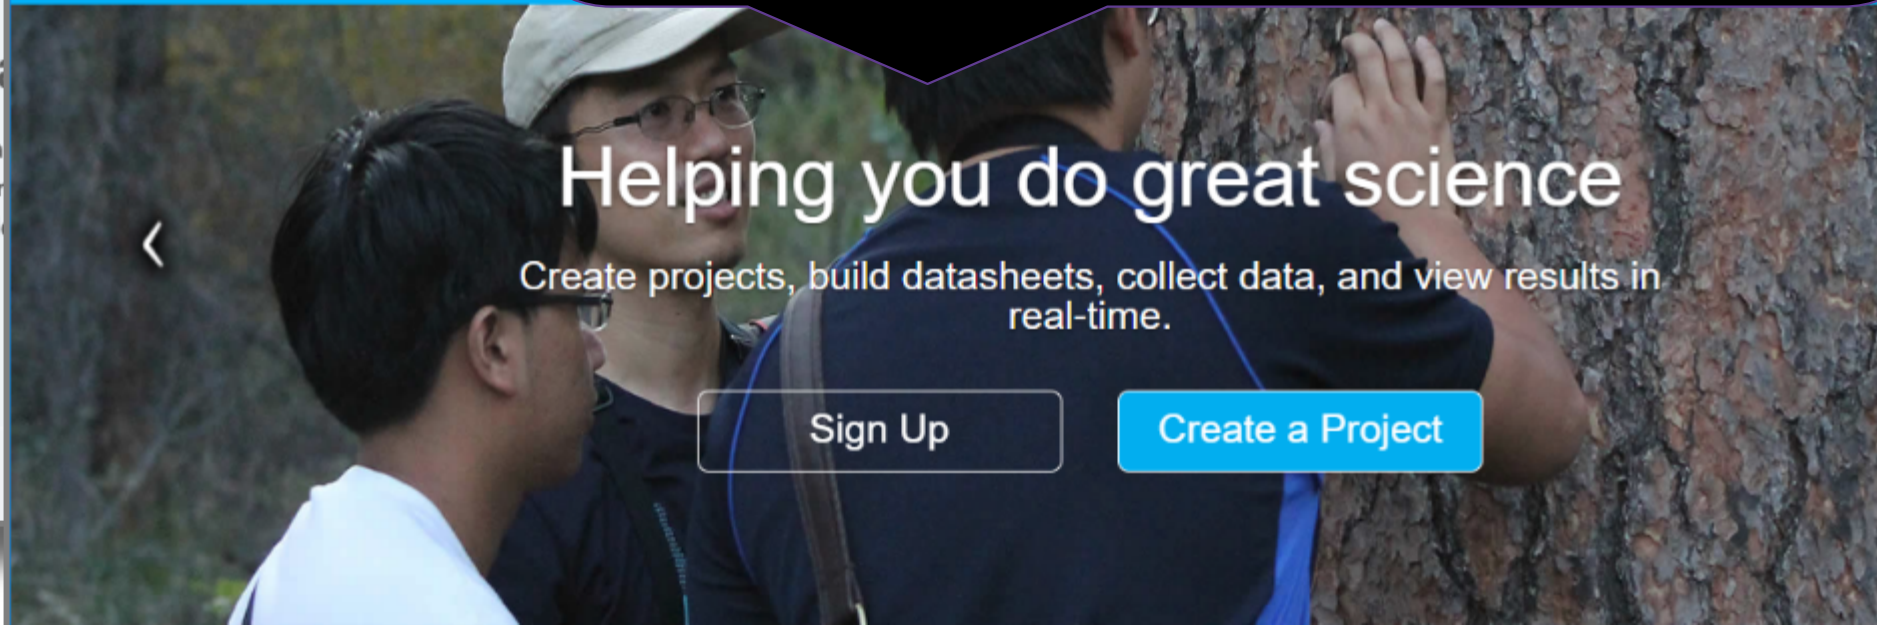 Helping you do great science
Create projects, build datasheets, collect data, and view results in
real-time.
Sign Up
Create a Project